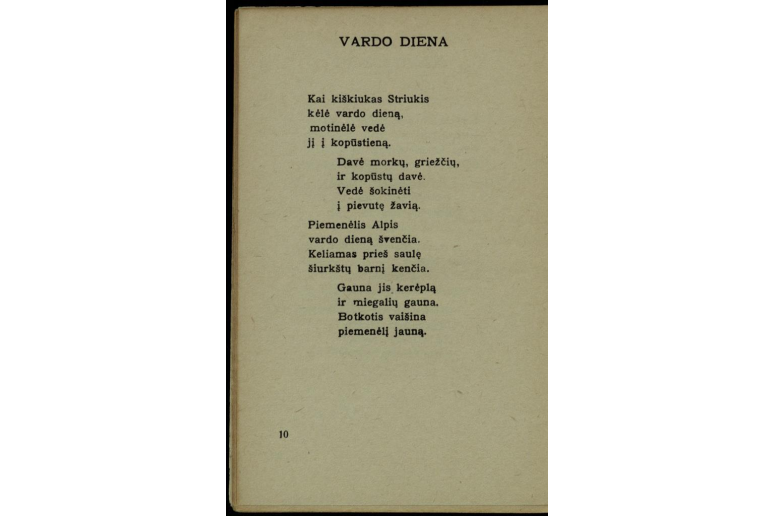 VARDO DIENA
Kai kiškiukas Striukis
kėlė vardo dieną,
motinėlė vedė
jį į kopūstieną.
Davė morkų, griežčių,
ir kopūstų davė.
Vedė šokinėti
į pievutę žavią.
Piemenėlis Alpis
vardo dieną švenčia.
Keliamas prieš saulę
šiurkštų barnį kenčia.
Gauna jis kerėplą
ir miegalių gauna.
Botkotis vaišina
piemenėlį jauną.
10